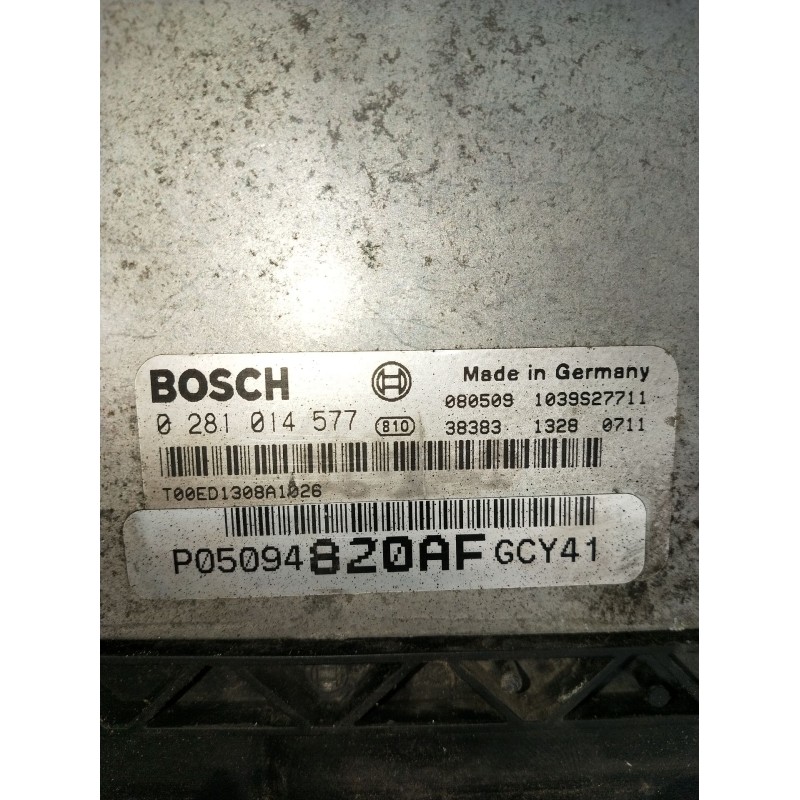 BOSCH Made in Germany
0 281 014 577 810 080509 1039S27711
38383 1328 0711
T00ED1308A1026
P05094820AF GCY41